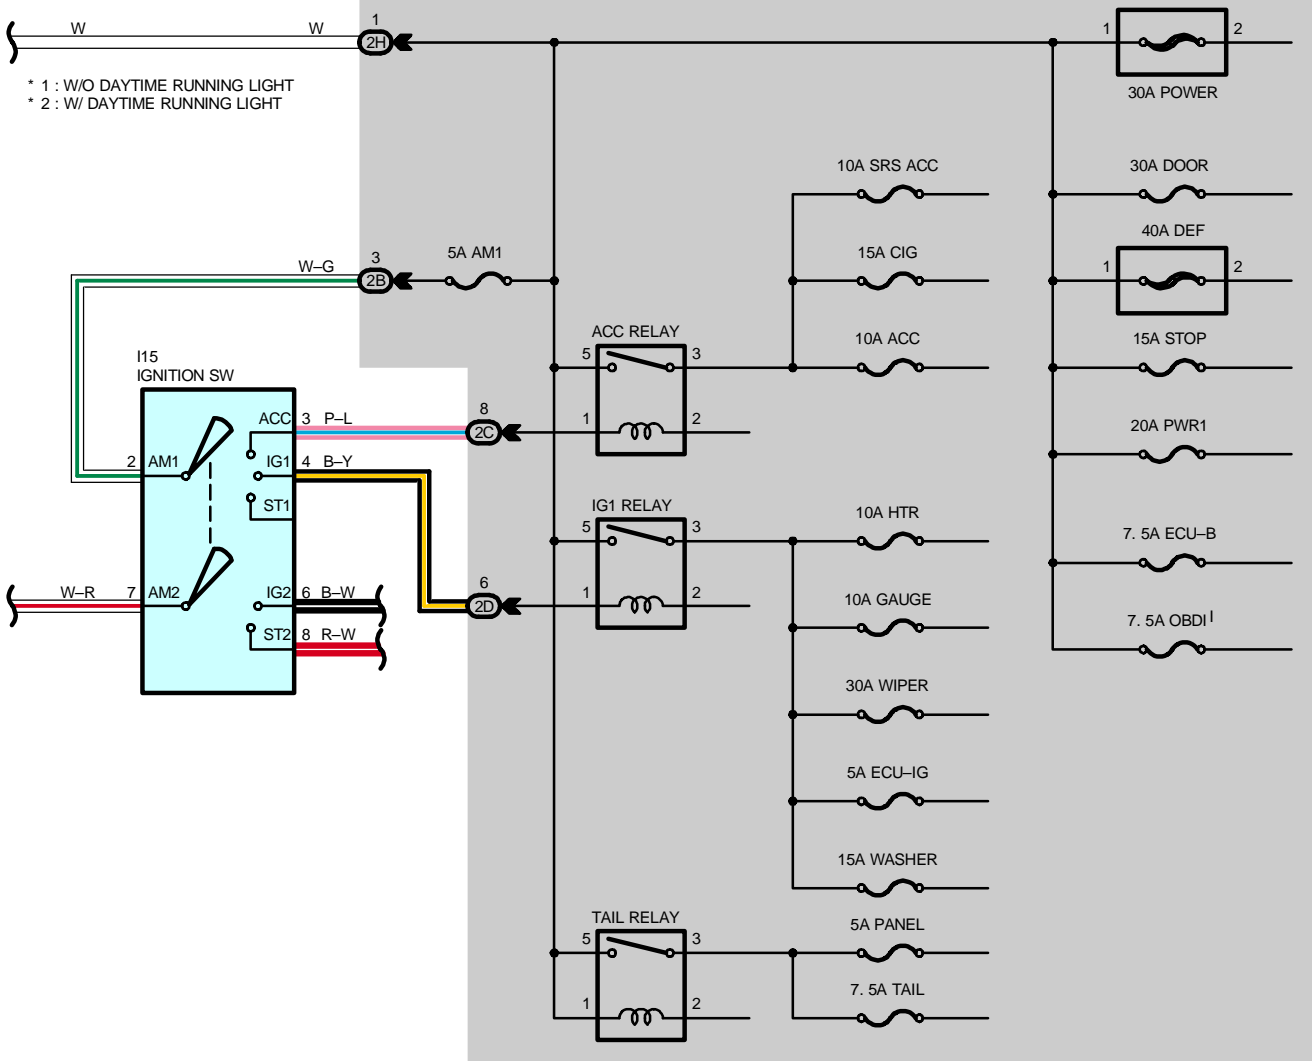 W
W
1
2H
* 1 : W/O DAYTIME RUNNING LIGHT
* 2 : W/ DAYTIME RUNNING LIGHT
1
2
30A POWER
10A SRS ACC
30A DOOR
W–G
3
2B
5A AM1
15A CIG
40A DEF
1
2
ACC RELAY
5
3
1
2
10A ACC
15A STOP
I15
IGNITION SW
ACC
3
P–L
8
2C
2
AM1
IG1
4
B–Y
ST1
20A PWR1
IG1 RELAY
5
3
1
2
10A HTR
7. 5A ECU–B
W–R
7
AM2
IG2
6
B–W
ST2
8
R–W
6
2D
10A GAUGE
7. 5A OBDI
30A WIPER
5A ECU–IG
15A WASHER
TAIL RELAY
5
3
1
2
5A PANEL
7. 5A TAIL